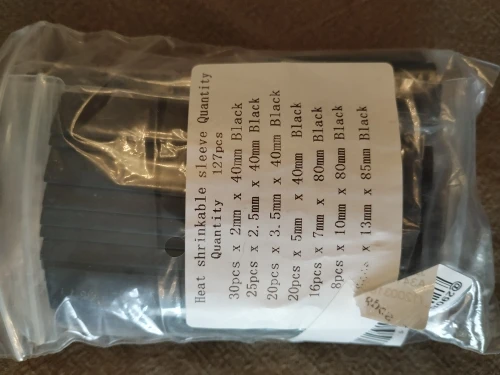 Heat shrinkable sleeve Quantity
Quantity 127pcs
30pcs x 2mm x 40mm Black
25pcs x 2.5mm x 40mm Black
20pcs x 3.5mm x 40mm Black
20pcs x 5mm x 40mm Black
16pcs x 7mm x 80mm Black
8pcs x 10mm x 80mm Black
x 13mm x 85mm Black